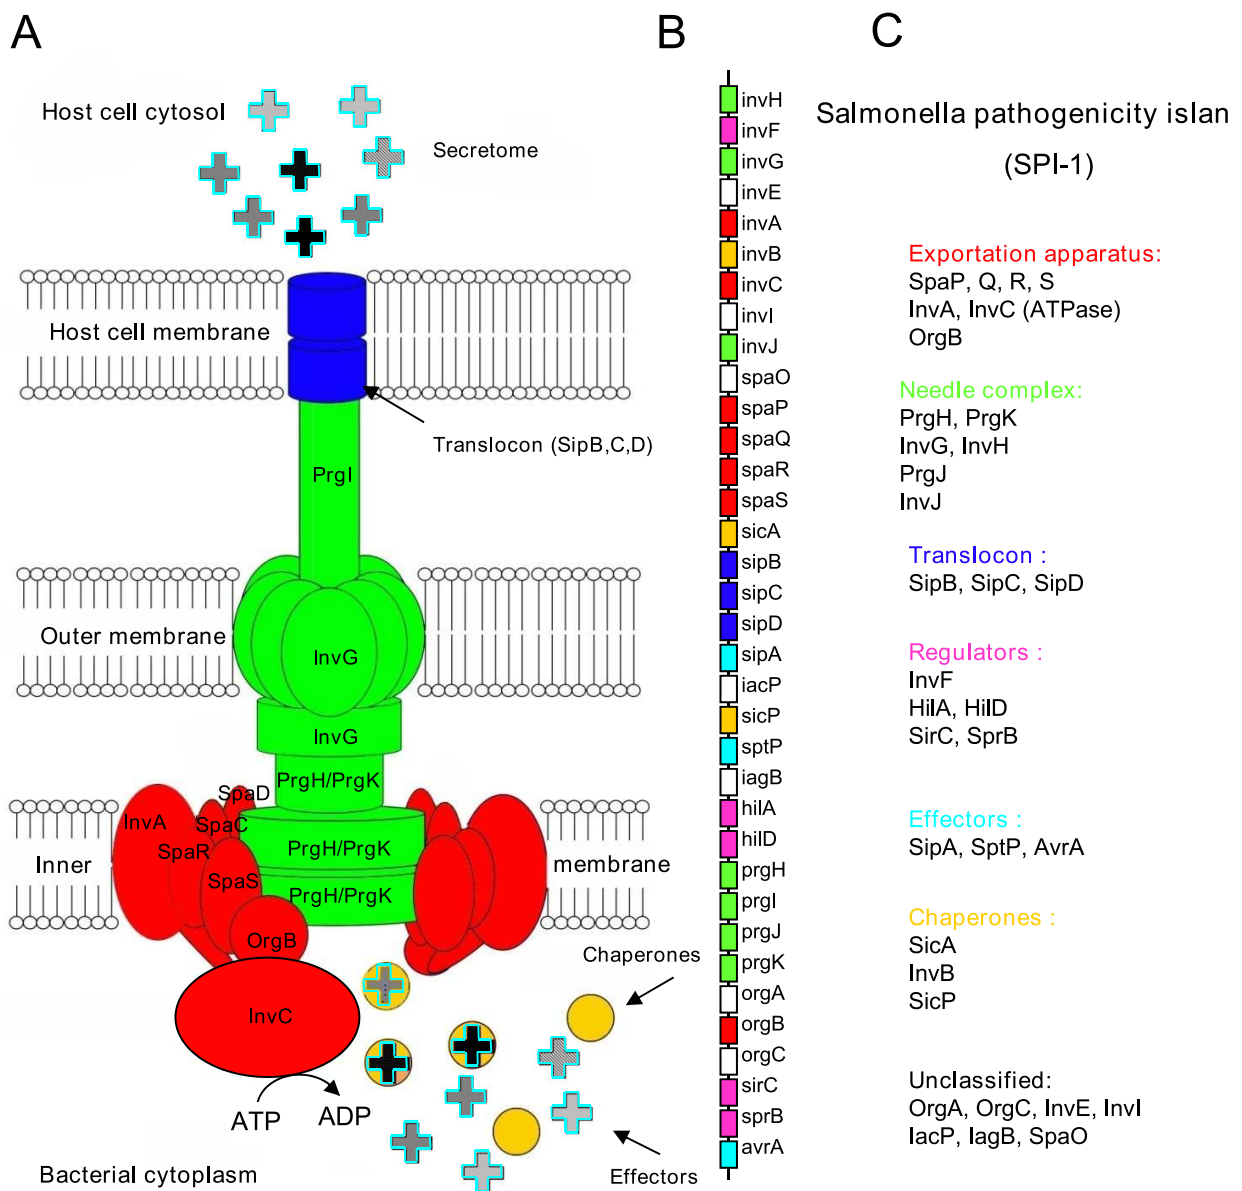 A
B
C
Host cell cytosol
Secretome
Host cell membrane
Translocon (SipB,C,D)
PrgI
Outer membrane
InvG
InvG
PrgH/PrgK
SpaD
InvA
SpaC
SpaR
PrgH/PrgK
Inner
membrane
SpaS
PrgH/PrgK
OrgB
Chaperones
InvC
ATP
ADP
Effectors
Bacterial cytoplasm
invH
invF
invG
invE
invA
invB
invC
invI
invJ
spaO
spaP
spaQ
spaR
spaS
sicA
sipB
sipC
sipD
sipA
iacP
sicP
sptP
iagB
hilA
hilD
prgH
prgI
prgJ
prgK
orgA
orgB
orgC
sirC
sprB
avrA
Salmonella pathogenicity islan
(SPI-1)
Exportation apparatus:
SpaP, Q, R, S
InvA, InvC (ATPase)
OrgB
Needle complex:
PrgH, PrgK
InvG, InvH
PrgJ
InvJ
Translocon :
SipB, SipC, SipD
Regulators :
InvF
HilA, HilD
SirC, SprB
Effectors :
SipA, SptP, AvrA
Chaperones :
SicA
InvB
SicP
Unclassified:
OrgA, OrgC, InvE, InvI
IacP, IagB, SpaO